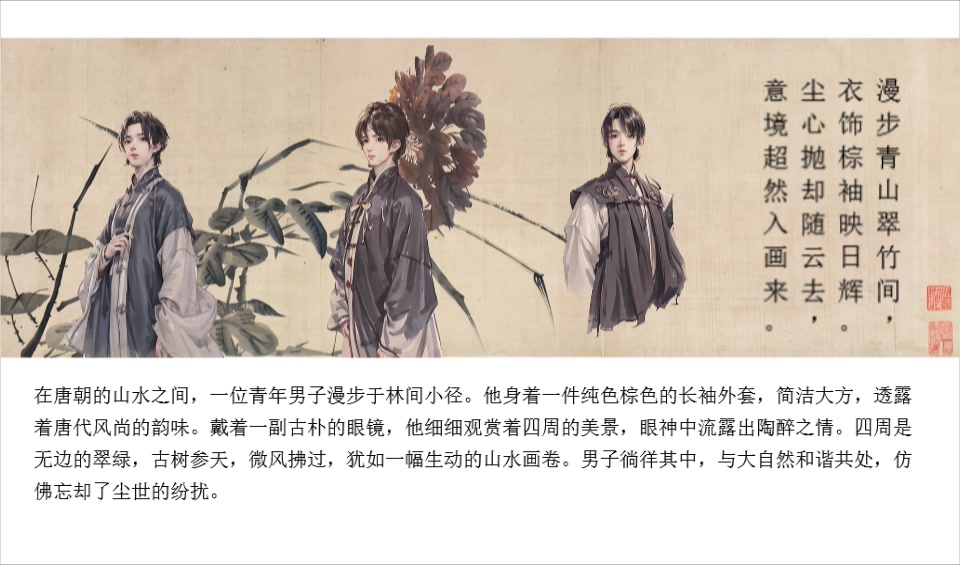 漫步青山翠竹间，
衣饰棕袖映日辉。
尘心抛却随云去，
意境超然入画来。
在唐朝的山水之间，一位青年男子漫步于林间小径。他身着一件纯色棕色的长袖外套，简洁大方，透露
着唐代风尚的韵味。戴着一副古朴的眼镜，他细细观赏着四周的美景，眼神中流露出陶醉之情。四周是
无边的翠绿，古树参天，微风拂过，犹如一幅生动的山水画卷。男子徜徉其中，与大自然和谐共处，仿
佛忘却了尘世的纷扰。